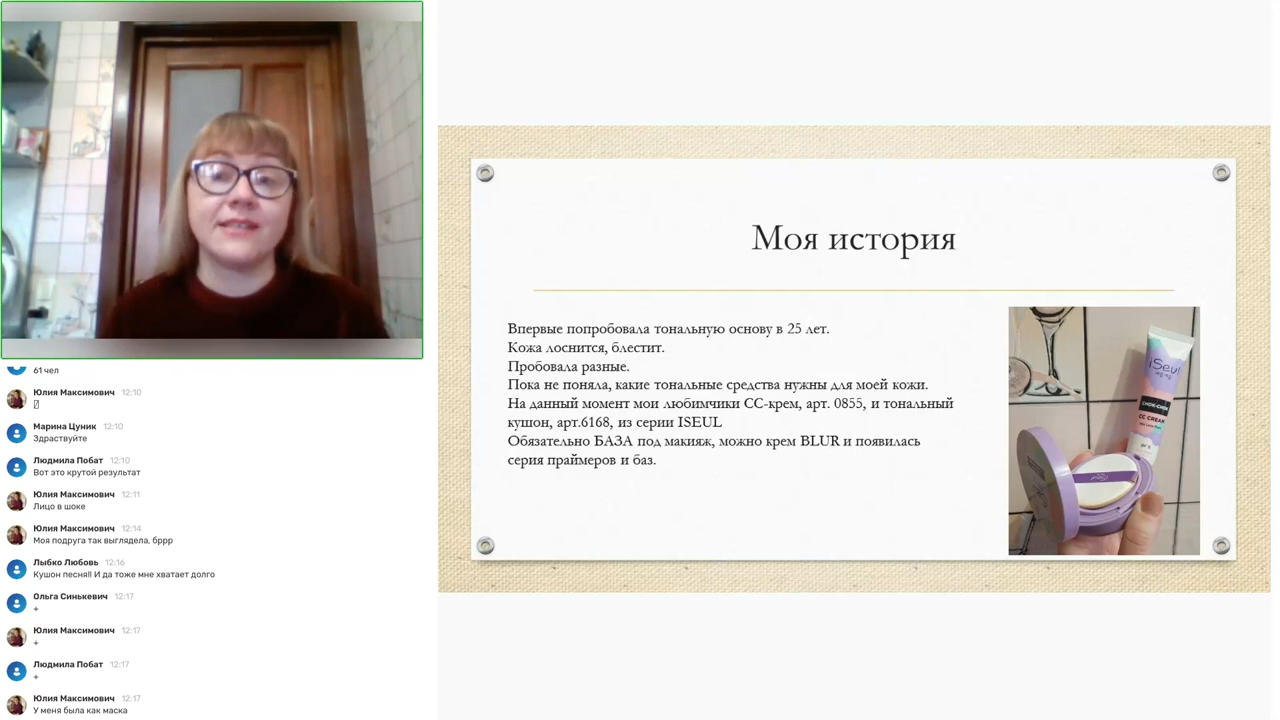 61 чел
Юлия Максимович 12:10
Марина Цуник 12:10
Здраствуйте
Людмила Побат 12:10
Вот это крутой результат
Юлия Максимович 12:11
Лицо в шоке
Юлия Максимович 12:14
Моя подруга так выглядела, бррр
Лыбко Любовь 12:16
Кушон песня!! И да тоже мне хватает долго
Ольга Синькевич 12:17
+
Юлия Максимович 12:17
+
Людмила Побат 12:17
+
Юлия Максимович 12:17
У меня была как маска
Моя история
Впервые попробовала тональную основу в 25 лет.
Кожа лоснится, блестит.
Пробовала разные.
Пока не поняла, какие тональные средства нужны для моей кожи.
На данный момент мои любимчики СС-крем, арт. 0855, и тональный
кушон, арт.6168, из серии ISEUL
Обязательно БАЗА под макияж, можно крем BLUR и появилась
серия праймеров и баз.
iSeul
CHOK-CHOK
CC CREAM